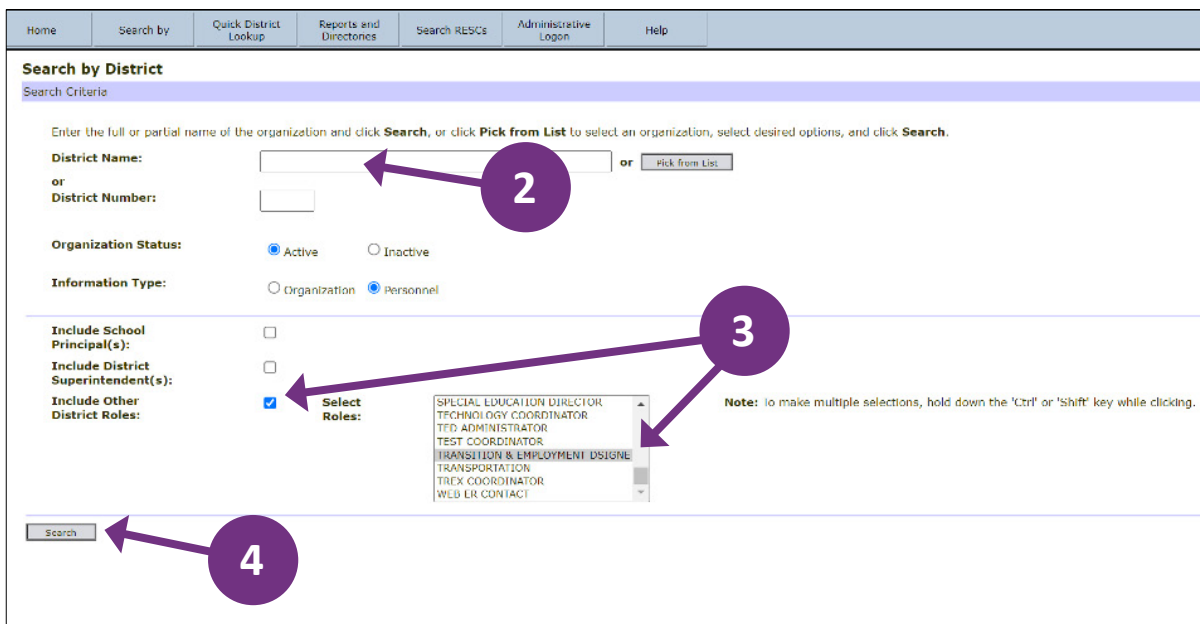 Home
Search by
Quick District
Lookup
Reports and
Directories
Search RESCs
Administrative
Logon
Help
Search by District
Search Criteria
Enter the full or partial name of the organization and click Search, or click Pick from List to select an organization, select desired options, and click Search.
District Name:
or
Pick from List
2
or
District Number:
Organization Status:
Active
Inactive
Information Type:
Organization
Personnel
3
Include School
Principal(s):
Include District
Superintendent(s):
Include Other
District Roles:
Select
Roles:
SPECIAL EDUCATION DIRECTOR
TECHNOLOGY COORDINATOR
TED ADMINISTRATOR
TEST COORDINATOR
TRANSITION & EMPLOYMENT DSIGNE
TRANSPORTATION
TREX COORDINATOR
WEB ER CONTACT
Note: To make multiple selections, hold down the 'Ctrl' or 'Shift' key while clicking.
Search
4